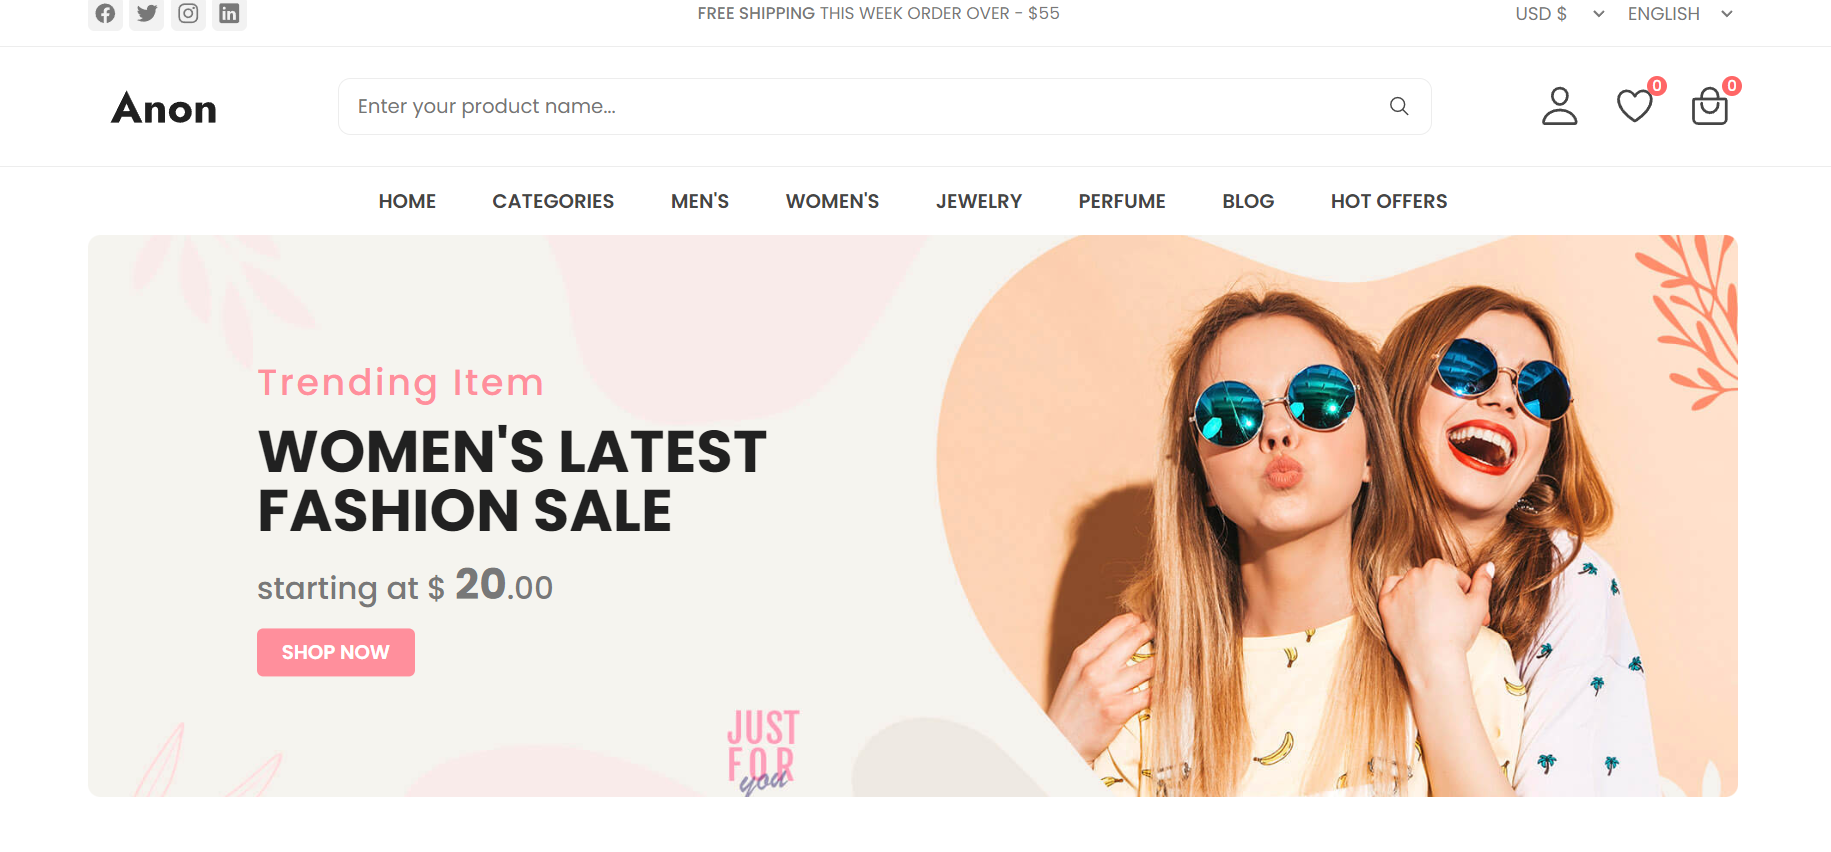 FREE SHIPPING THIS WEEK ORDER OVER - $55
USD $
ENGLISH
Anon
Enter your product name...
0
0
HOME
CATEGORIES
MEN'S
WOMEN'S
JEWELRY
PERFUME
BLOG
HOT OFFERS
Trending Item
WOMEN'S LATEST
FASHION SALE
starting at $ 20.00
SHOP NOW
JUST
FOR
you